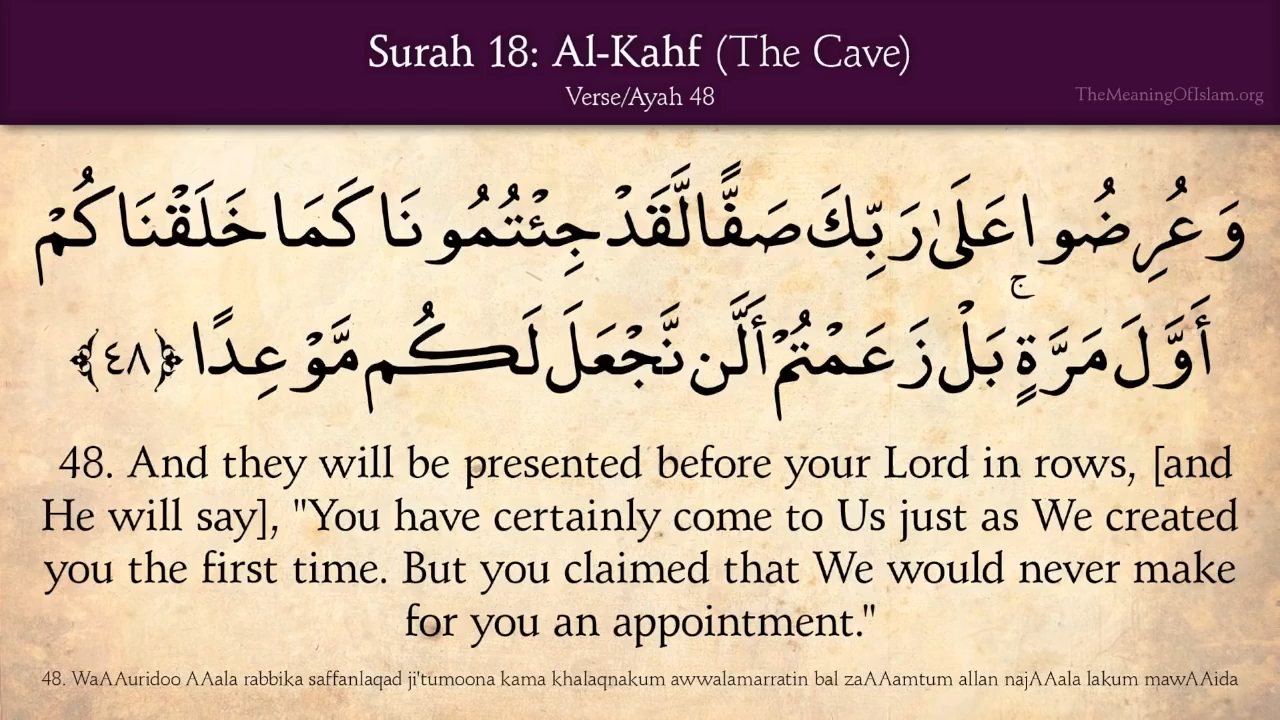 Surah 18: Al-Kahf (The Cave)
Verse/Ayah 48
TheMeaningOfIslam.org
وَعُرِضُوا عَلَىٰ رَبِّكَ صَفًّا لَّقَدْ جِئْتُمُونَا كَمَا خَلَقْنَاكُمْ
أَوَّلَ مَرَّةٍ ۚ بَلْ زَعَمْتُمْ أَلَّن نَّجْعَلَ لَكُم مَّوْعِدًا ﴿٤٨﴾
48. And they will be presented before your Lord in rows, [and
He will say], "You have certainly come to Us just as We created
you the first time. But you claimed that We would never make
for you an appointment."
48. WaAAuridoo AAala rabbika saffanlaqad ji'tumoona kama khalaqnakum awwalamarratin bal zaAAamtum allan najAAala lakum mawAAida